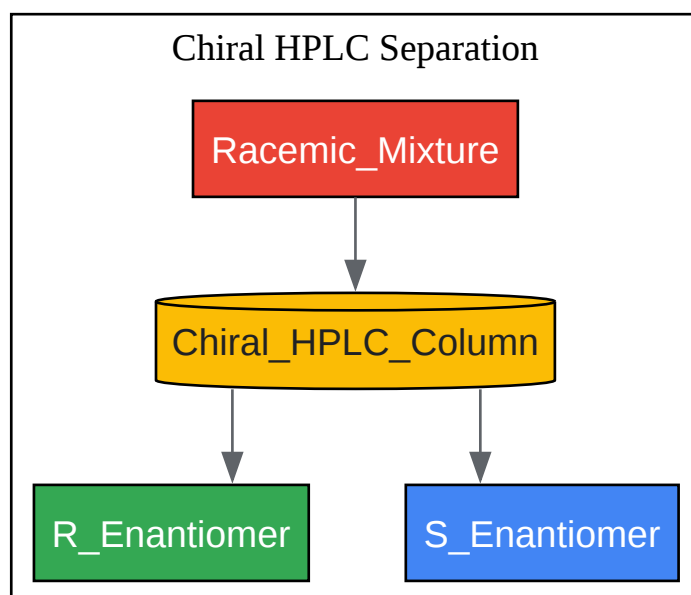 Chiral HPLC Separation
Racemic_Mixture
Chiral_HPLC_Column
R_Enantiomer
S_Enantiomer